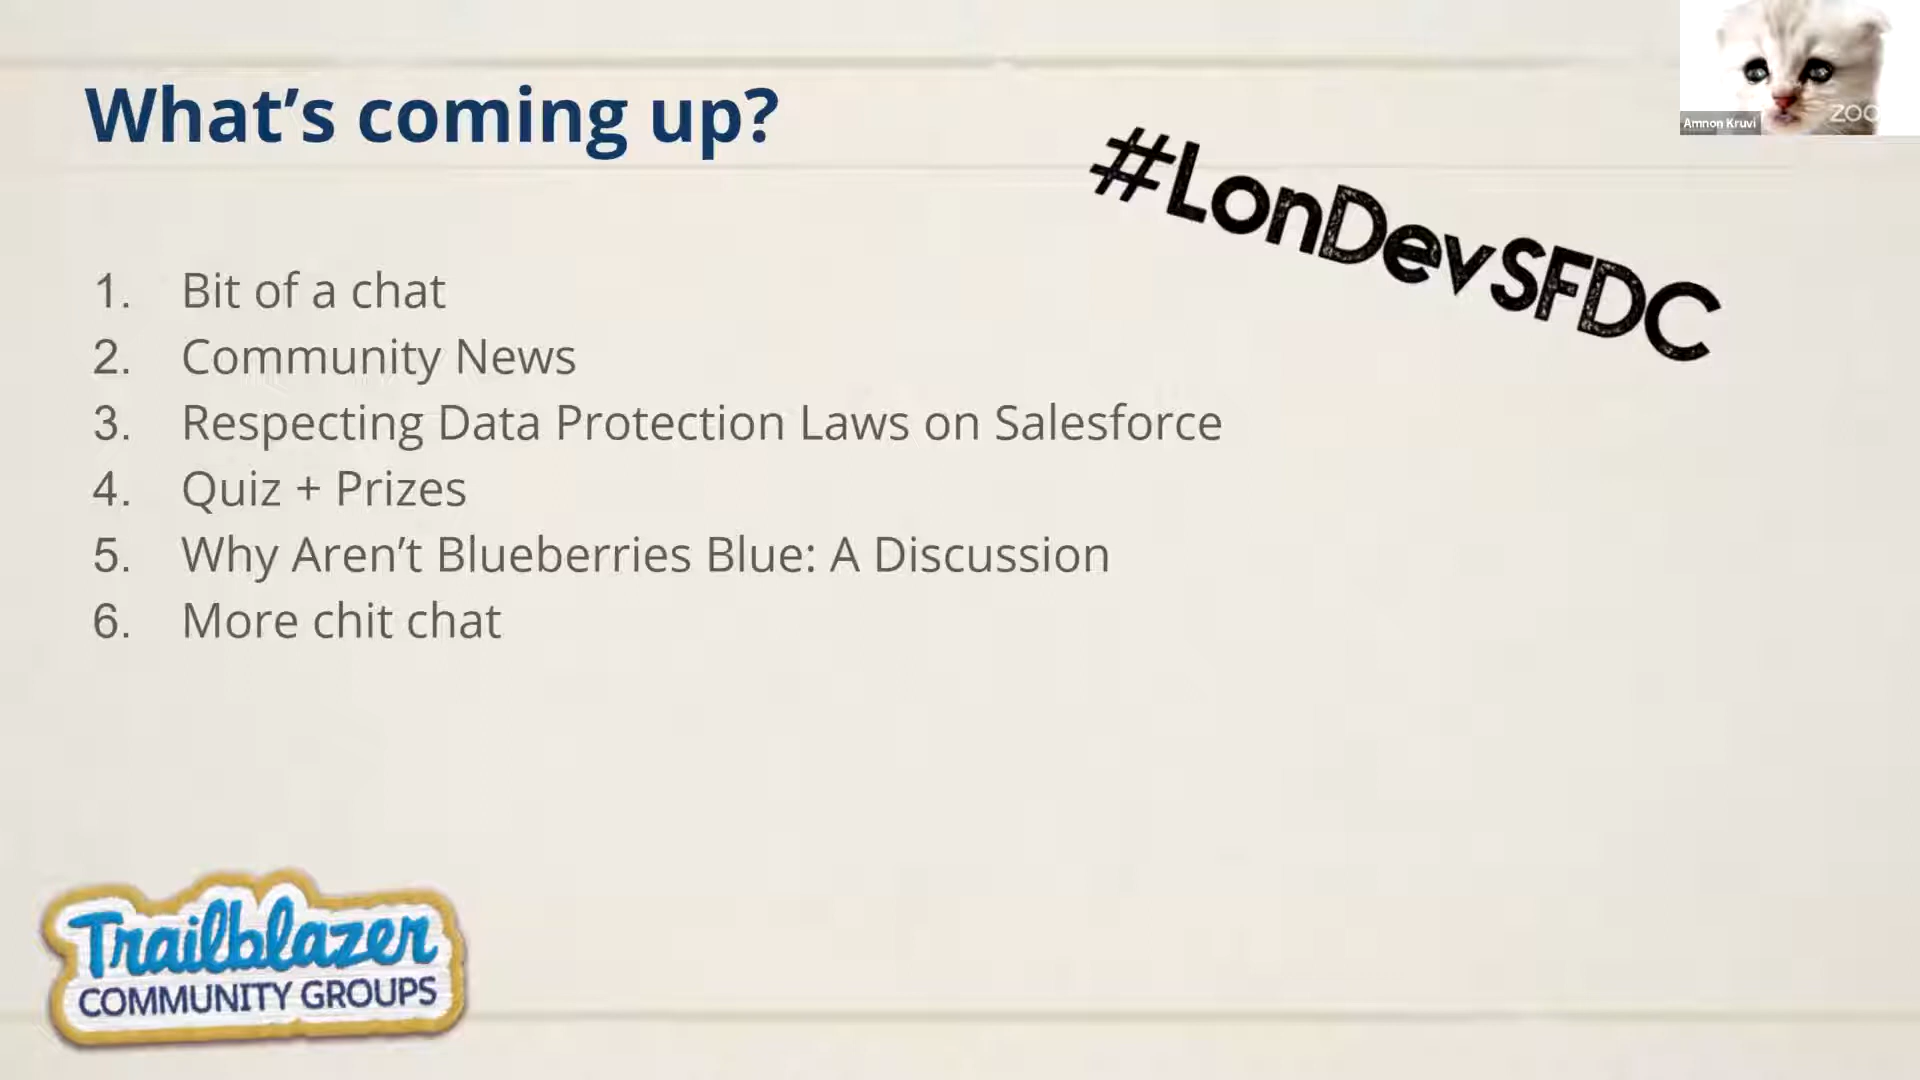 What's coming up?
#LonDevSFDC
1. Bit of a chat
2. Community News
3. Respecting Data Protection Laws on Salesforce
4. Quiz + Prizes
5. Why Aren't Blueberries Blue: A Discussion
6. More chit chat
Trailblazer
COMMUNITY GROUPS
Amnon Kruvi